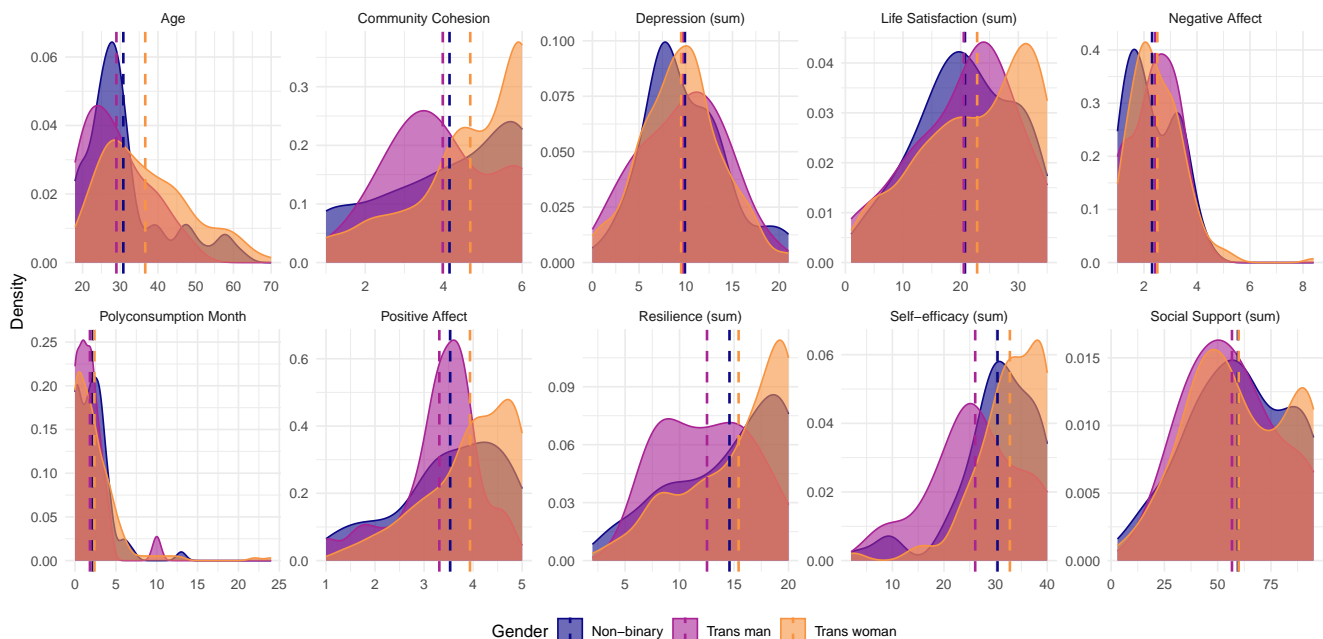 Age
Community Cohesion
Depression (sum)
Life Satisfaction (sum)
Negative Affect
0.06
0.04
0.02
0.00
20 30 40 50 60 70
0.3
0.2
0.1
0.0
2 4 6
0.100
0.075
0.050
0.025
0.000
0 5 10 15 20
0.04
0.03
0.02
0.01
0.00
0 10 20 30
0.4
0.3
0.2
0.1
0.0
2 4 6 8
Density
Polyconsumption Month
Positive Affect
Resilience (sum)
Self−efficacy (sum)
Social Support (sum)
0.25
0.20
0.15
0.10
0.05
0.00
0 5 10 15 20 25
0.6
0.4
0.2
0.0
1 2 3 4 5
0.09
0.06
0.03
0.00
5 10 15 20
0.06
0.04
0.02
0.00
10 20 30 40
0.015
0.010
0.005
0.000
25 50 75
Gender Non−binary Trans man Trans woman